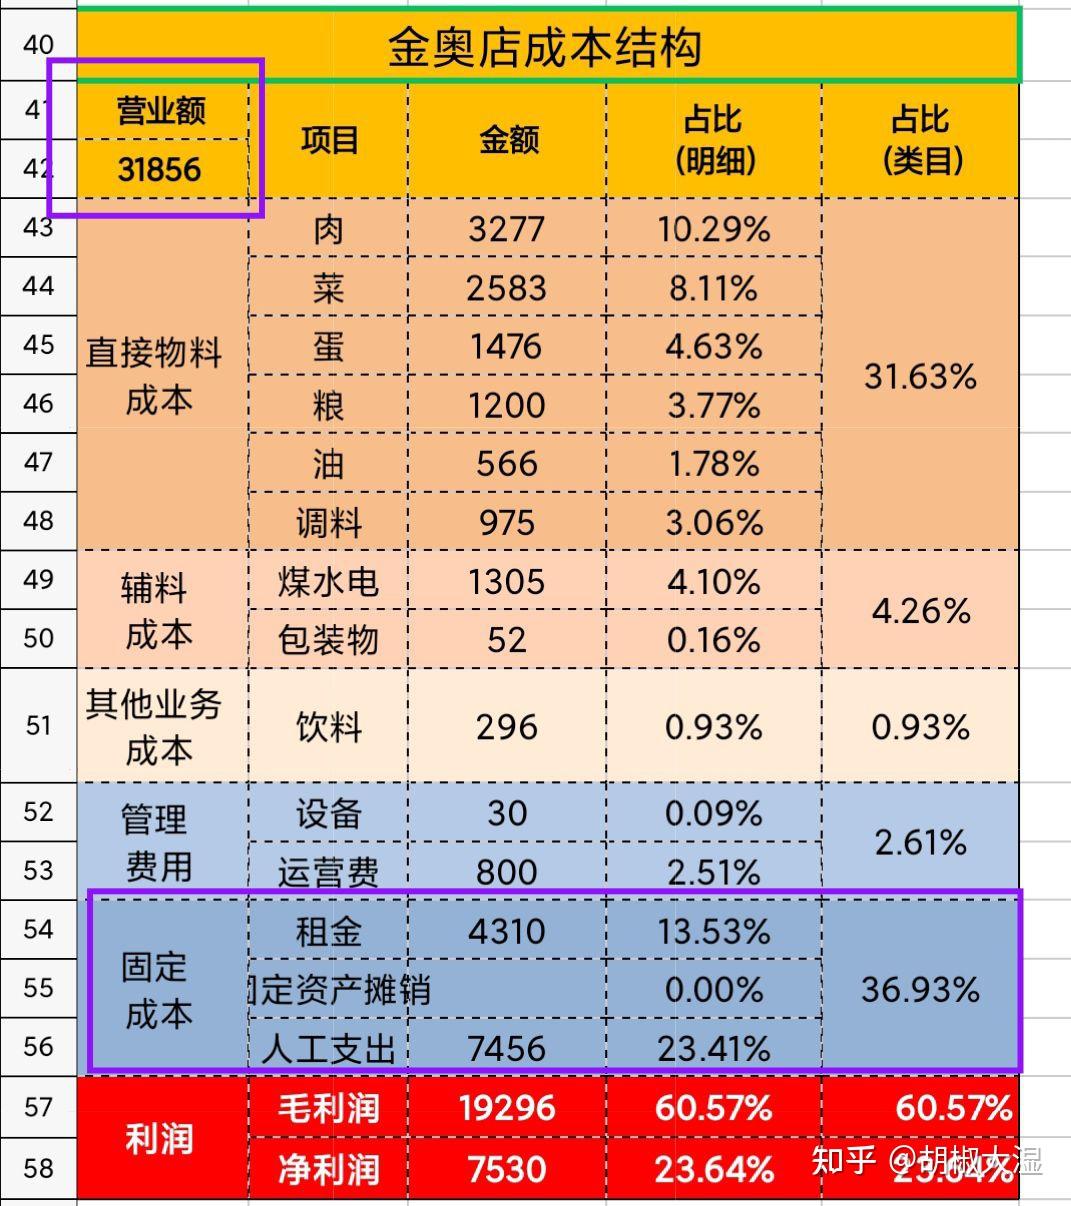 40 金奥店成本结构
41 营业额 项目 金额 占比（明细） 占比（类目）
42 31856
43 肉 3277 10.29%
44 菜 2583 8.11%
45 直接物料成本 蛋 1476 4.63% 31.63%
46 粮 1200 3.77%
47 油 566 1.78%
48 调料 975 3.06%
49 辅料成本 煤水电 1305 4.10% 4.26%
50 包装物 52 0.16%
51 其他业务成本 饮料 296 0.93% 0.93%
52 管理费用 设备 30 0.09% 2.61%
53 运营费 800 2.51%
54 租金 4310 13.53%
55 固定成本 定资产摊销 0.00% 36.93%
56 人工支出 7456 23.41%
57 利润 毛利润 19296 60.57% 60.57%
58 净利润 7530 23.64% 23.64%
知乎 @胡椒大湿